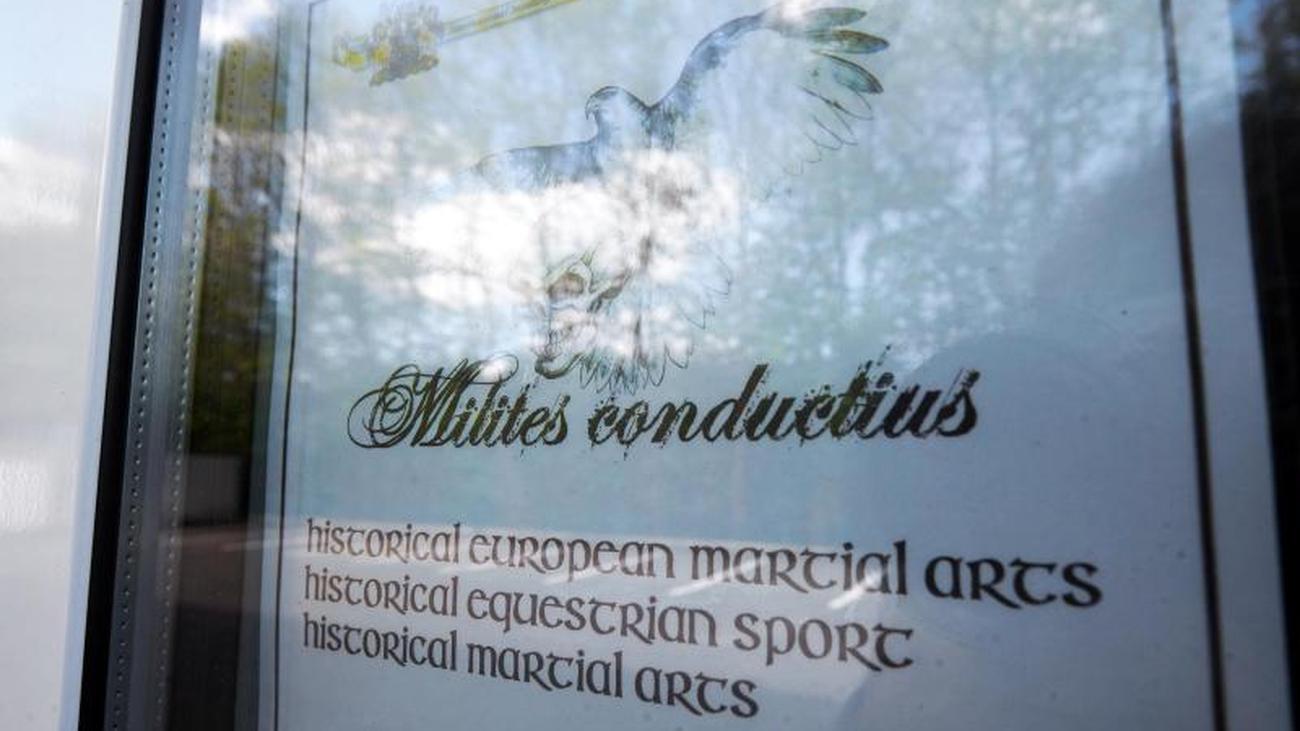 Milites conductius
historical european martial arts
historical equestrian sport
historical martial arts